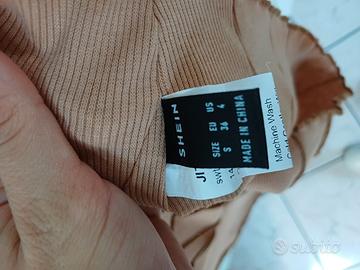 SHEIN
SIZE EU US
S 36 4
MADE IN CHINA
Machine Wash
subito